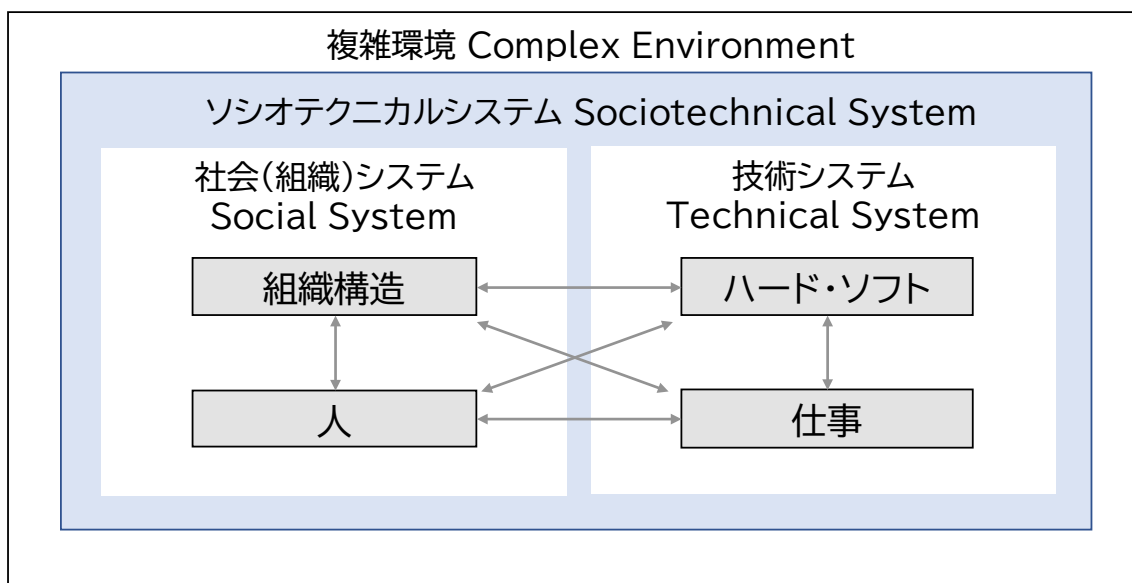 複雑環境 Complex Environment
ソシオテクニカルシステム Sociotechnical System
社会(組織)システム
Social System
技術システム
Technical System
組織構造
ハード・ソフト
人
仕事